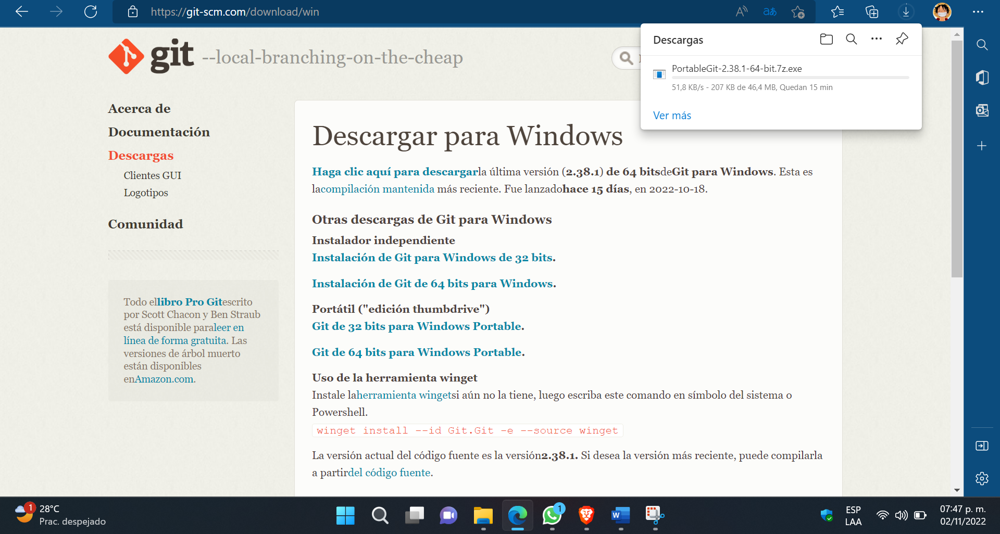 https://git-scm.com/download/win
git --local-branching-on-the-cheap
Descargas
PortableGit-2.38.1-64-bit.7z.exe
51,8 KB/s - 207 KB de 46,4 MB, Quedan 15 min
Ver más
Acerca de
Documentación
Descargas
Clientes GUI
Logotipos
Comunidad
Todo ellibro Pro Gitescrito
por Scott Chacon y Ben Straub
está disponible paraleer en
línea de forma gratuita. Las
versiones de árbol muerto
están disponibles
enAmazon.com.
Descargar para Windows
Haga clic aquí para descargarla última versión (2.38.1) de 64 bitsdeGit para Windows. Esta es
lacompilación mantenida más reciente. Fue lanzadohace 15 días, en 2022-10-18.
Otras descargas de Git para Windows
Instalador independiente
Instalación de Git para Windows de 32 bits.
Instalación de Git de 64 bits para Windows.
Portátil ("edición thumbdrive")
Git de 32 bits para Windows Portable.
Git de 64 bits para Windows Portable.
Uso de la herramienta winget
Instale laherramienta wingetsi aún no la tiene, luego escriba este comando en símbolo del sistema o
Powershell.
winget install --id Git.Git -e --source winget
La versión actual del código fuente es la versión2.38.1. Si desea la versión más reciente, puede compilarla
a partirdel código fuente.
1
28°C
Prac. despejado
1
W
ESP
LAA
07:47 p. m.
02/11/2022